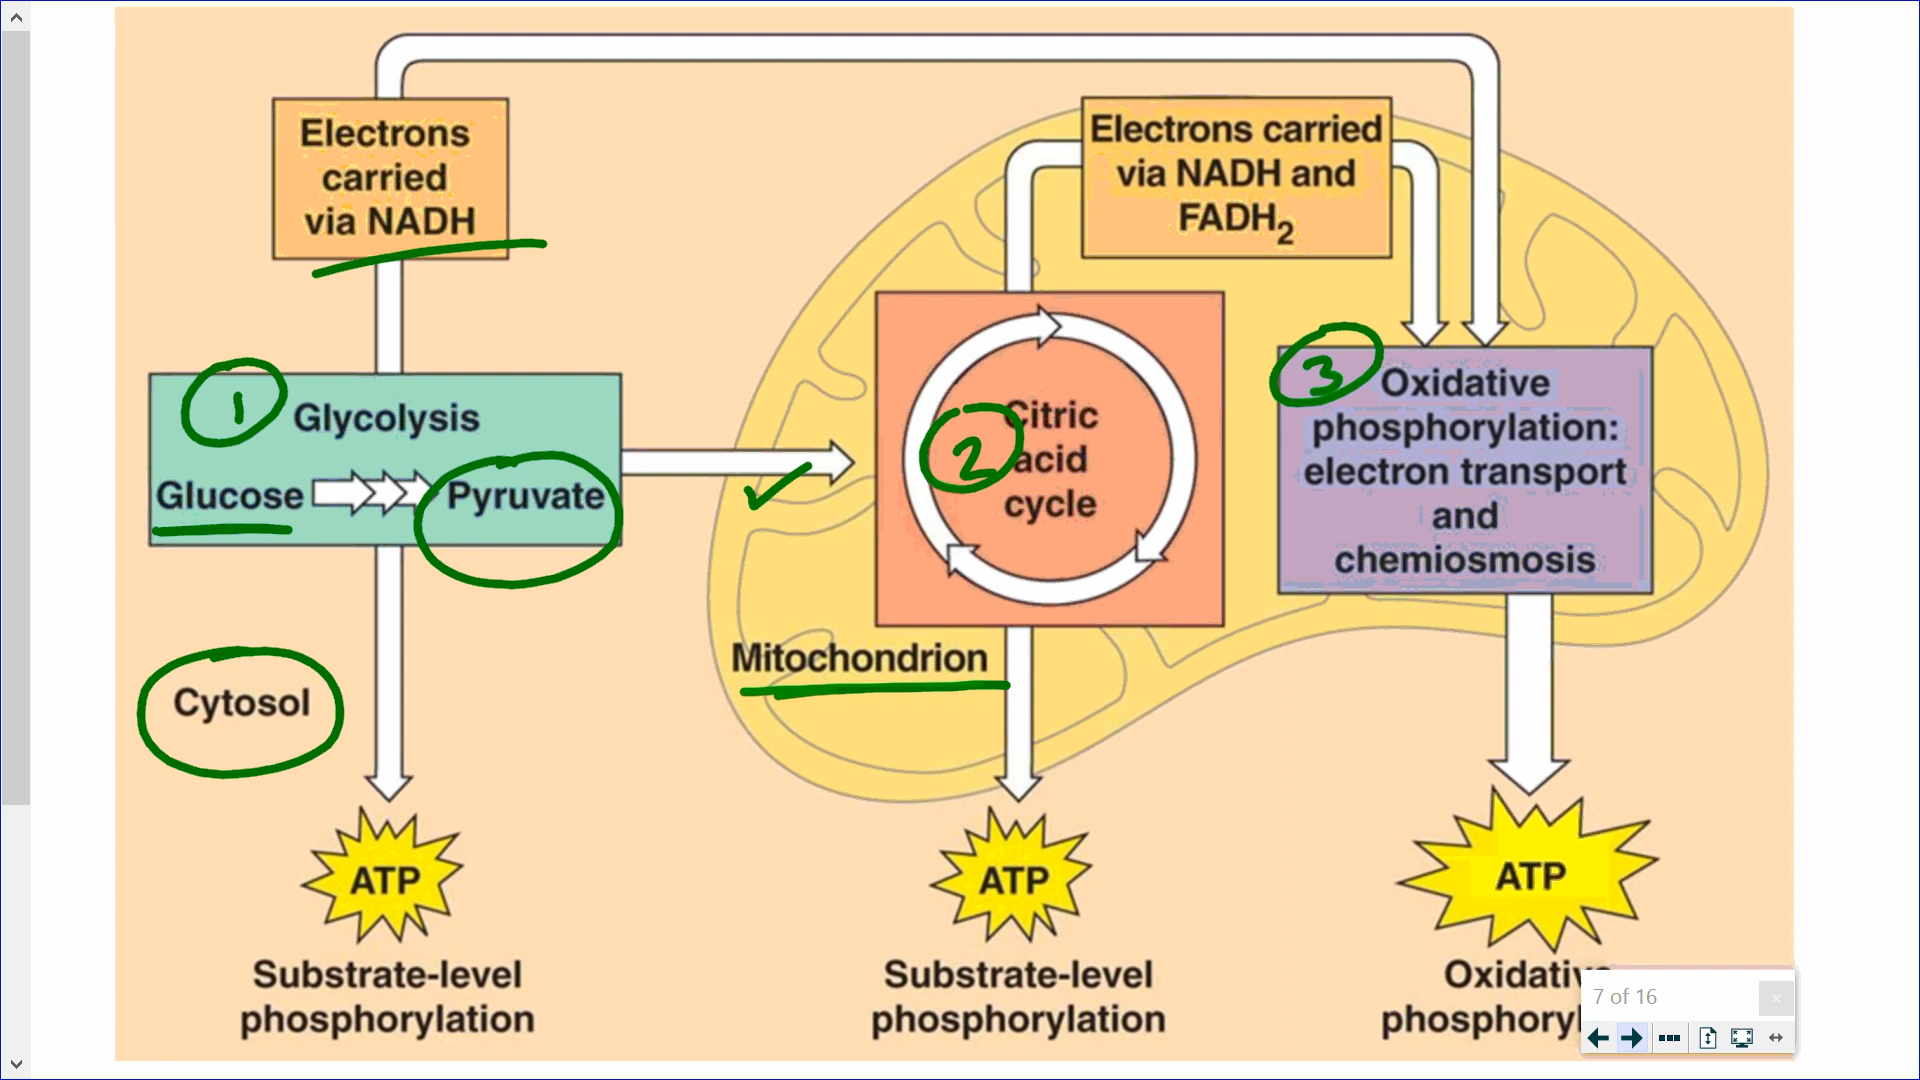 Electrons
carried
via NADH
Electrons carried
via NADH and
FADH2
1
Glycolysis
Glucose
Pyruvate
2
Citric
acid
cycle
3
Oxidative
phosphorylation:
electron transport
and
chemiosmosis
Mitochondrion
Cytosol
ATP
ATP
ATP
Substrate-level
phosphorylation
Substrate-level
phosphorylation
7 of 16